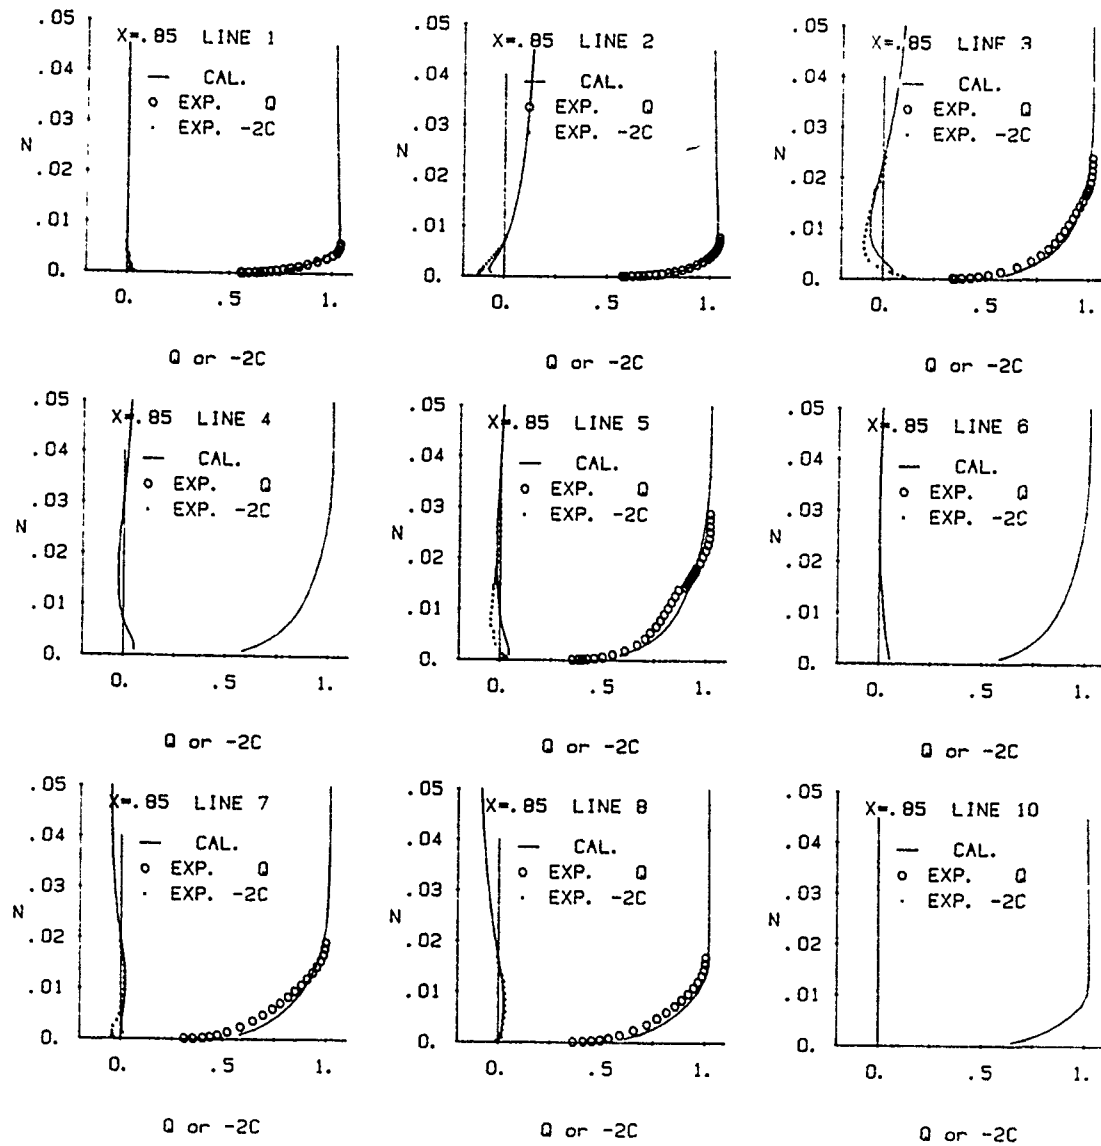 X=.85 LINE 1
— CAL.
o EXP. Q
· EXP. -2C
N
.05
.04
.03
.02
.01
0.
0. .5 1.
Q or -2C
X=.85 LINE 2
— CAL.
o EXP. Q
· EXP. -2C
N
.05
.04
.03
.02
.01
0.
0. .5 1.
Q or -2C
X=.85 LINE 3
— CAL.
o EXP. Q
· EXP. -2C
N
.05
.04
.03
.02
.01
0.
0. .5 1.
Q or -2C
X=.85 LINE 4
— CAL.
o EXP. Q
· EXP. -2C
N
.05
.04
.03
.02
.01
0.
0. .5 1.
Q or -2C
X=.85 LINE 5
— CAL.
o EXP. Q
· EXP. -2C
N
.05
.04
.03
.02
.01
0.
0. .5 1.
Q or -2C
X=.85 LINE 6
— CAL.
o EXP. Q
· EXP. -2C
N
.05
.04
.03
.02
.01
0.
0. .5 1.
Q or -2C
X=.85 LINE 7
— CAL.
o EXP. Q
· EXP. -2C
N
.05
.04
.03
.02
.01
0.
0. .5 1.
Q or -2C
X=.85 LINE 8
— CAL.
o EXP. Q
· EXP. -2C
N
.05
.04
.03
.02
.01
0.
0. .5 1.
Q or -2C
X=.85 LINE 10
— CAL.
o EXP. Q
· EXP. -2C
N
.05
.04
.03
.02
.01
0.
0. .5 1.
Q or -2C